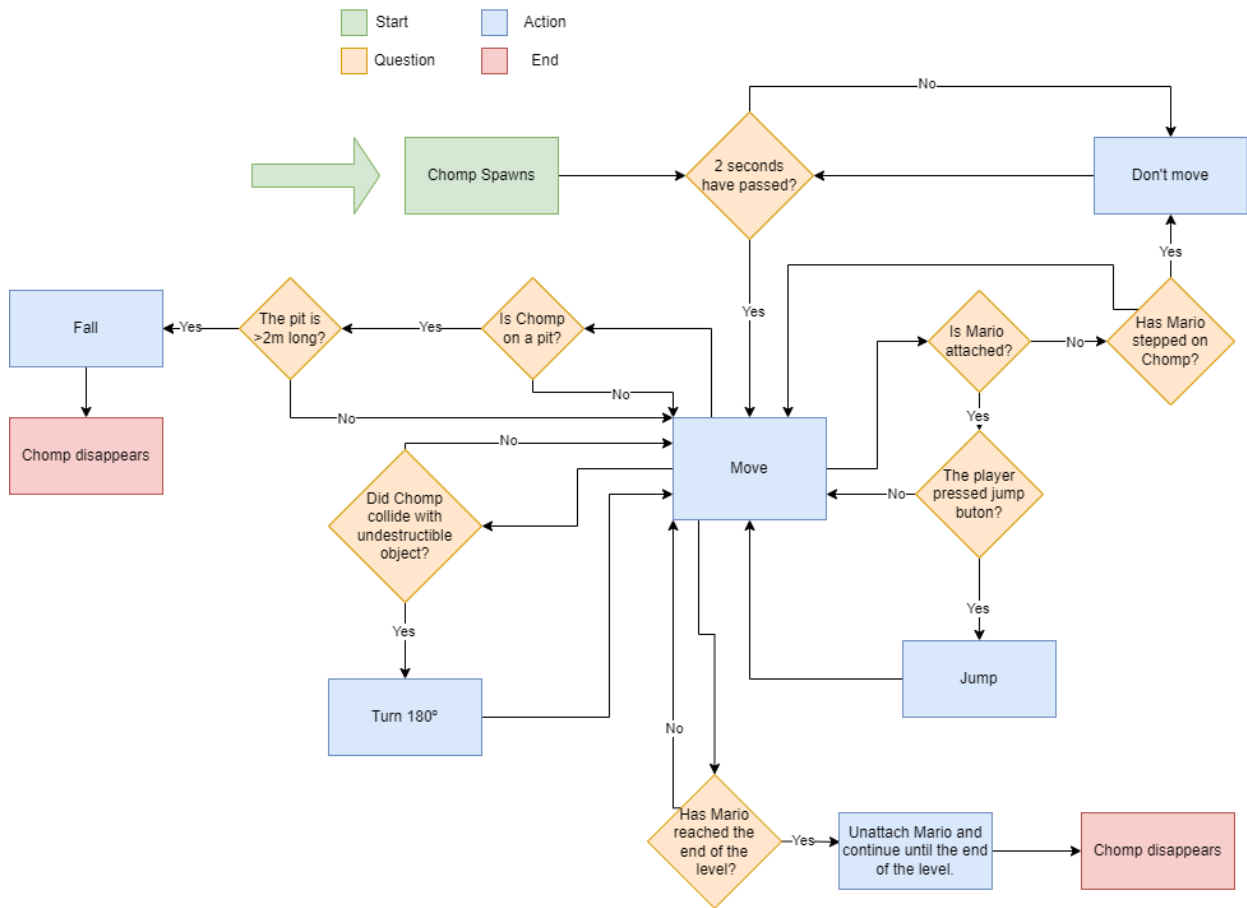 Start
Action
Question
End
No
Chomp Spawns
2 seconds
have passed?
Don't move
Yes
Yes
Fall
Yes
The pit is
>2m long?
Yes
Is Chomp
on a pit?
Is Mario
attached?
No
Has Mario
stepped on
Chomp?
No
No
Yes
Chomp disappears
No
Move
Did Chomp
collide with
undestructible
object?
No
The player
pressed jump
buton?
Yes
Yes
Turn 180º
Jump
No
Has Mario
reached the
end of the
level?
Yes
Unattach Mario and
continue until the end
of the level.
Chomp disappears